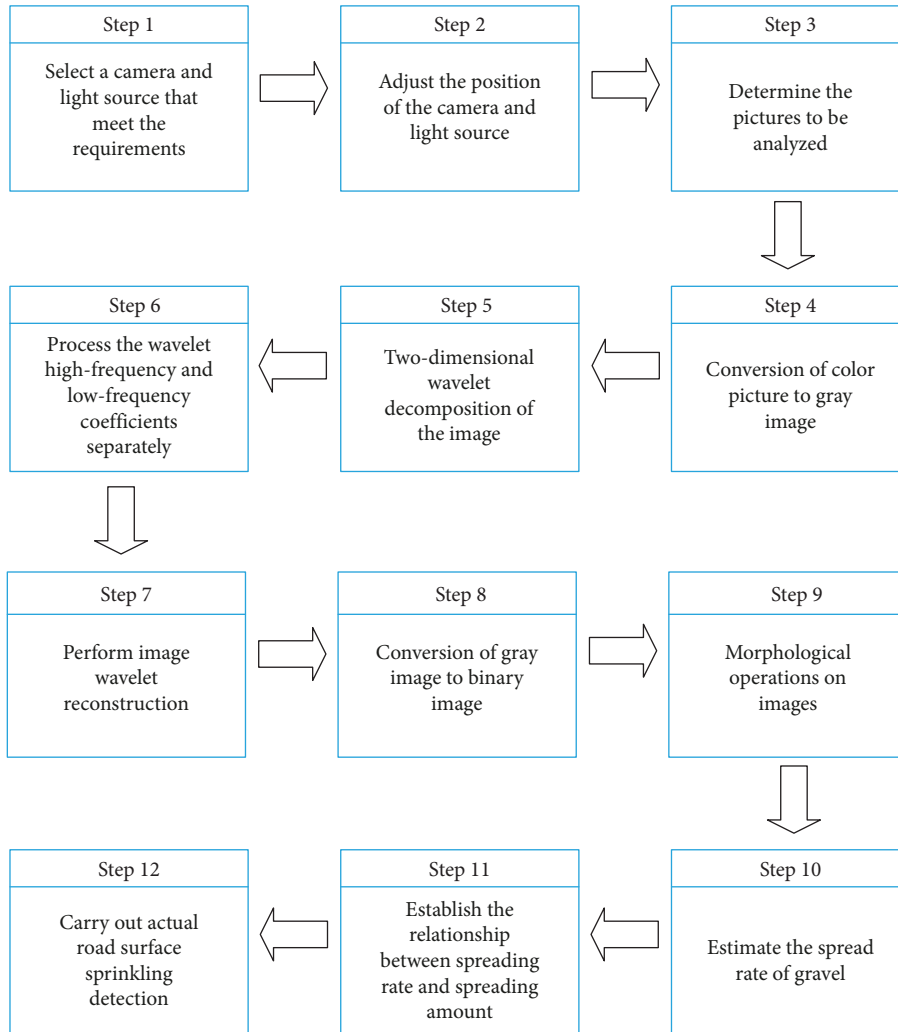 Step 1
Select a camera and
light source that
meet the
requirements
Step 2
Adjust the position
of the camera and
light source
Step 3
Determine the
pictures to be
analyzed
Step 4
Conversion of color
picture to gray
image
Step 5
Two-dimensional
wavelet
decomposition of
the image
Step 6
Process the wavelet
high-frequency and
low-frequency
coefficients
separately
Step 7
Perform image
wavelet
reconstruction
Step 8
Conversion of gray
image to binary
image
Step 9
Morphological
operations on
images
Step 10
Estimate the spread
rate of gravel
Step 11
Establish the
relationship
between spreading
rate and spreading
amount
Step 12
Carry out actual
road surface
sprinkling
detection